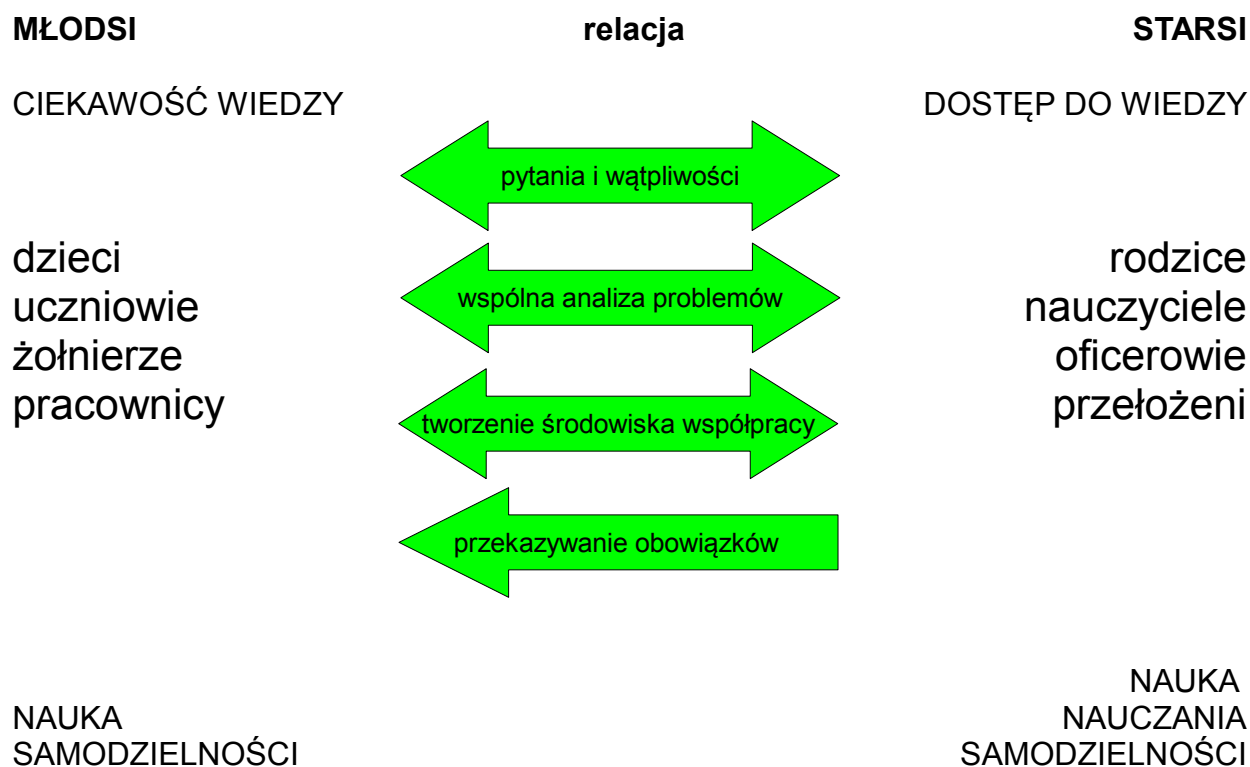 MŁODSI relacja STARSI
CIEKAWOŚĆ WIEDZY DOSTĘP DO WIEDZY
pytania i wątpliwości
dzieci
uczniowie
żołnierze
pracownicy
wspólna analiza problemów
tworzenie środowiska współpracy
przekazywanie obowiązków
rodzice
nauczyciele
oficerowie
przełożeni
NAUKA
SAMODZIELNOŚCI
NAUKA
NAUCZANIA
SAMODZIELNOŚCI